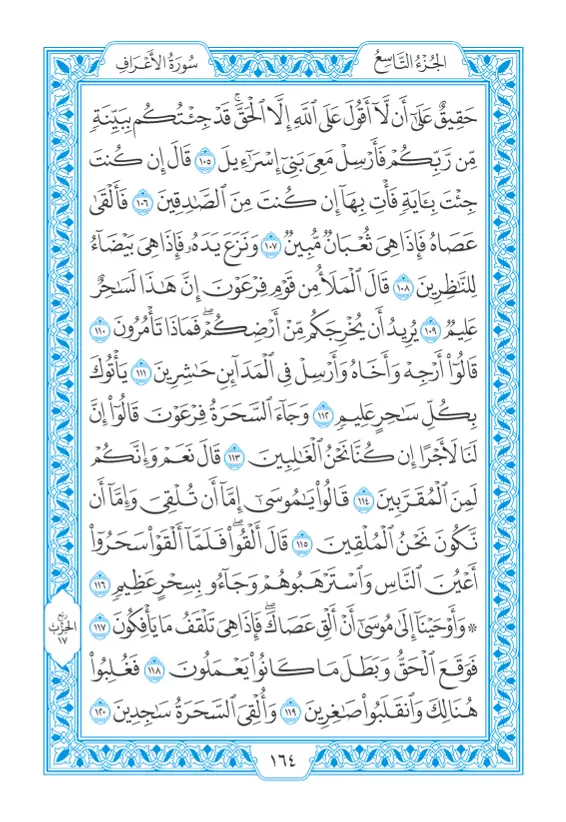 الجُزْءُ التَّاسِعُ
سُورَةُ الأَعْرَافِ
حَقِيقٌ عَلَىٰٓ أَن لَّآ أَقُولَ عَلَى ٱللَّهِ إِلَّا ٱلْحَقَّۚ قَدْ جِئْتُكُم بِبَيِّنَةٖ
مِّن رَّبِّكُمْ فَأَرْسِلْ مَعِيَ بَنِيٓ إِسْرَٰٓءِيلَ ١٠٥ قَالَ إِن كُنتَ
جِئْتَ بِـَٔايَةٖ فَأْتِ بِهَآ إِن كُنتَ مِنَ ٱلصَّـٰدِقِينَ ١٠٦ فَأَلْقَىٰ
عَصَاهُ فَإِذَا هِيَ ثُعْبَانٌ مُّبِينٌ ١٠٧ وَنَزَعَ يَدَهُۥ فَإِذَا هِيَ بَيْضَآءُ
لِلنَّـٰظِرِينَ ١٠٨ قَالَ ٱلْمَلَأُ مِن قَوْمِ فِرْعَوْنَ إِنَّ هَـٰذَا لَسَـٰحِرٌ
عَلِيمٌ ١٠٩ يُرِيدُ أَن يُخْرِجَكُم مِّنْ أَرْضِكُمْۖ فَمَاذَا تَأْمُرُونَ ١١٠
قَالُوٓا۟ أَرْجِهْ وَأَخَاهُ وَأَرْسِلْ فِي ٱلْمَدَآئِنِ حَـٰشِرِينَ ١١١ يَأْتُوكَ
بِكُلِّ سَـٰحِرٍ عَلِيمٖ ١١٢ وَجَآءَ ٱلسَّحَرَةُ فِرْعَوْنَ قَالُوٓا۟ إِنَّ
لَنَا لَأَجْرًا إِن كُنَّا نَحْنُ ٱلْغَـٰلِبِينَ ١١٣ قَالَ نَعَمْ وَإِنَّكُمْ
لَمِنَ ٱلْمُقَرَّبِينَ ١١٤ قَالُوا۟ يَـٰمُوسَىٰٓ إِمَّآ أَن تُلْقِيَ وَإِمَّآ أَن
نَّكُونَ نَحْنُ ٱلْمُلْقِينَ ١١٥ قَالَ أَلْقُوا۟ۖ فَلَمَّآ أَلْقَوْا۟ سَحَرُوٓا۟
أَعْيُنَ ٱلنَّاسِ وَٱسْتَرْهَبُوهُمْ وَجَآءُو بِسِحْرٍ عَظِيمٖ ١١٦
۞ وَأَوْحَيْنَآ إِلَىٰ مُوسَىٰٓ أَنْ أَلْقِ عَصَاكَۖ فَإِذَا هِيَ تَلْقَفُ مَا يَأْفِكُونَ ١١٧
فَوَقَعَ ٱلْحَقُّ وَبَطَلَ مَا كَانُوا۟ يَعْمَلُونَ ١١٨ فَغُلِبُوا۟
هُنَالِكَ وَٱنقَلَبُوا۟ صَـٰغِرِينَ ١١٩ وَأُلْقِيَ ٱلسَّحَرَةُ سَـٰجِدِينَ ١٢٠
ربع
الحزب
١٧
١٦٤